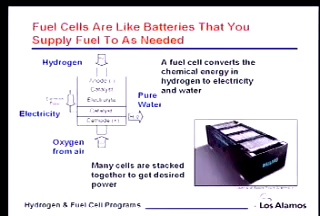 Fuel Cells Are Like Batteries That You
Supply Fuel To As Needed
Hydrogen
A fuel cell converts the
chemical energy in
hydrogen to electricity
and water
Anode (-)
Catalyst
Electrolyte
Catalyst
Cathode (+)
Pure
Water
Electricity
Oxygen
from air
Many cells are stacked
together to get desired
power
Hydrogen & Fuel Cell Programs
Los Alamos